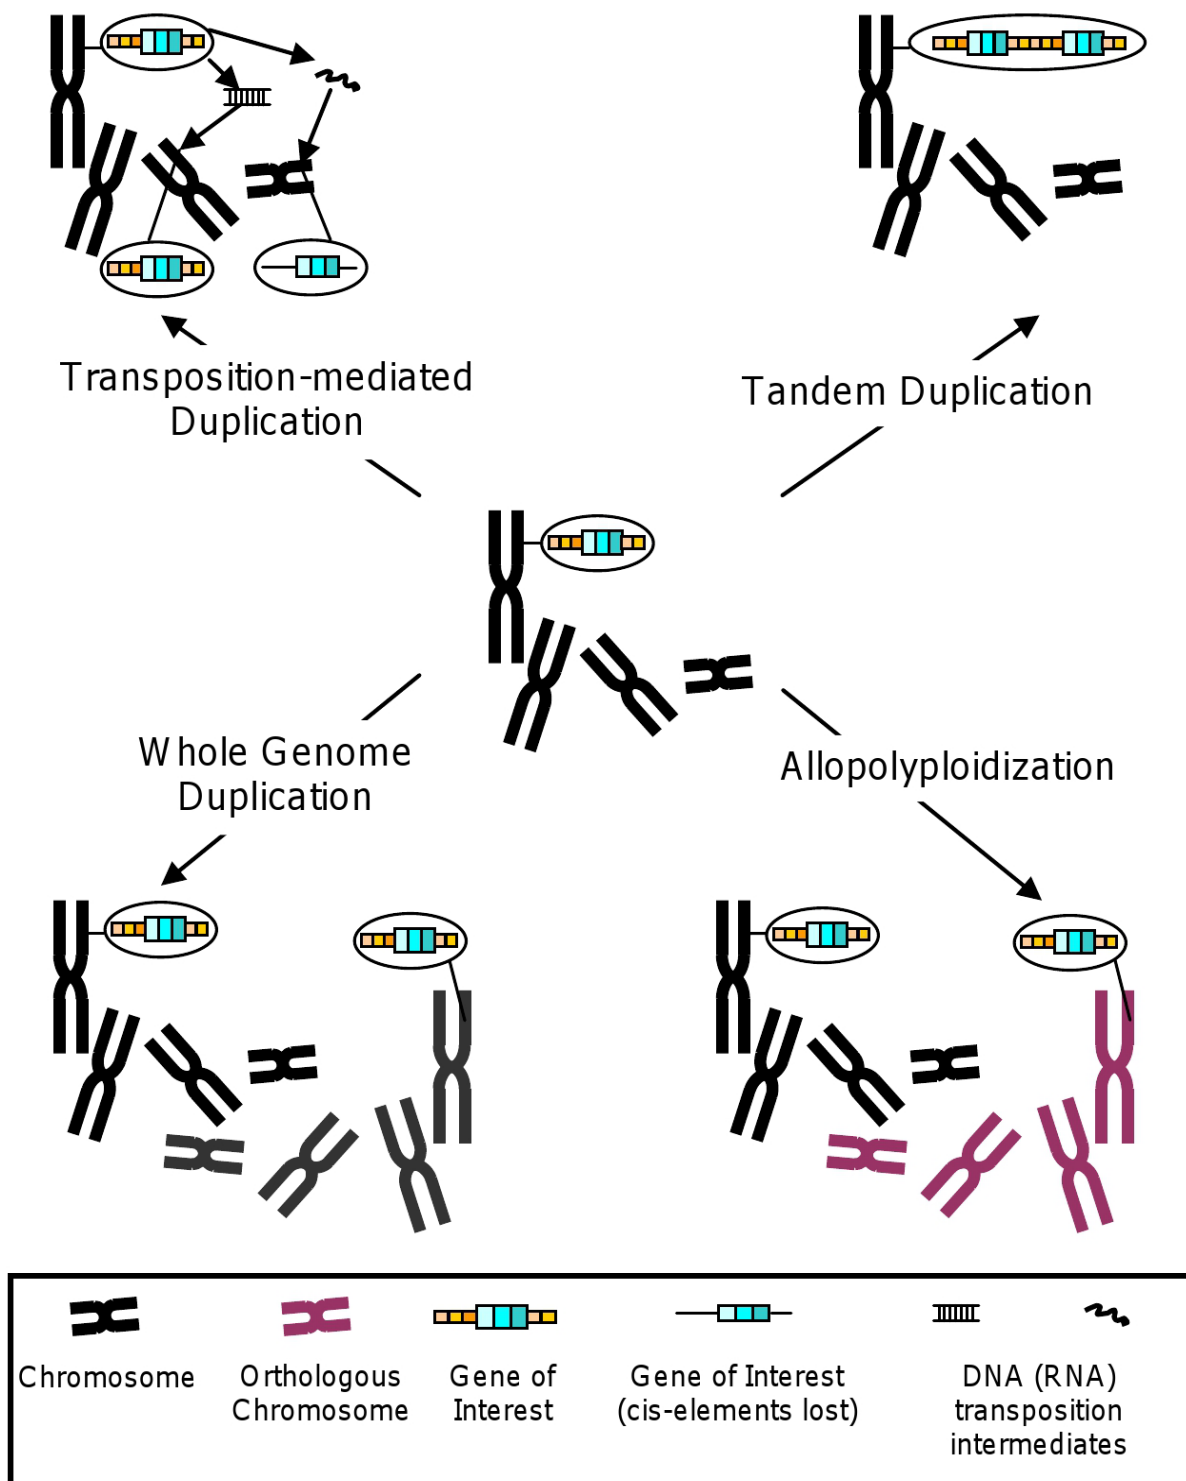 Transposition-mediated
Duplication
Tandem Duplication
Whole Genome
Duplication
Allopolyploidization
Chromosome
Orthologous
Chromosome
Gene of
Interest
Gene of Interest
(cis-elements lost)
DNA (RNA)
transposition
intermediates